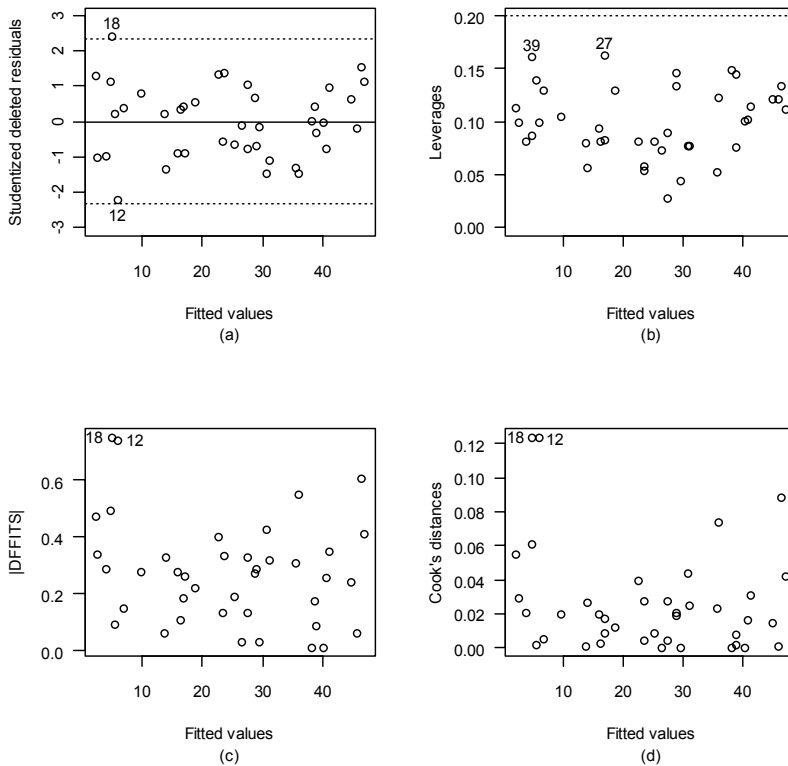 Studentized deleted residuals
3
2
1
0
-1
-2
-3
18
12
10 20 30 40
Fitted values
(a)
Leverages
0.20
0.15
0.10
0.05
0.00
39
27
10 20 30 40
Fitted values
(b)
|DFFITS|
0.6
0.4
0.2
0.0
18 12
10 20 30 40
Fitted values
(c)
Cook's distances
0.12
0.10
0.08
0.06
0.04
0.02
0.00
18 12
10 20 30 40
Fitted values
(d)